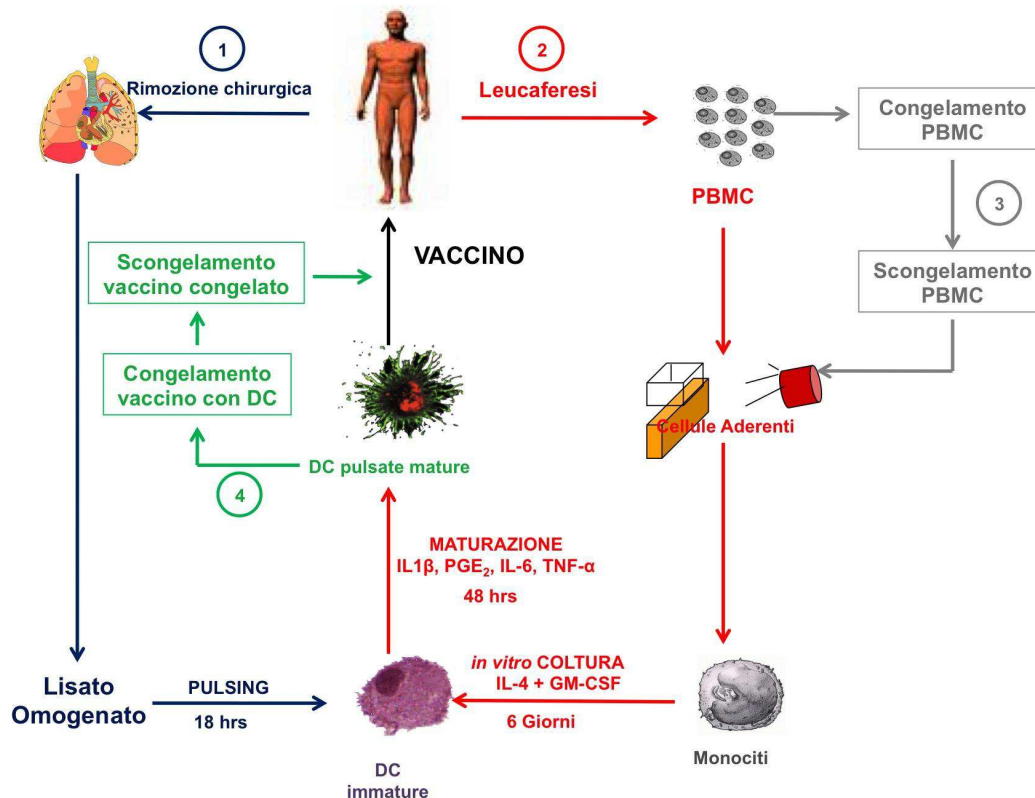 1
Rimozione chirurgica
2
Leucaferesi
PBMC
Congelamento
PBMC
3
Scongelamento
PBMC
VACCINO
Scongelamento
vaccino congelato
Congelamento
vaccino con DC
4
DC pulsate mature
Cellule Aderenti
MATURAZIONE
IL1β, PGE₂, IL-6, TNF-α
48 hrs
in vitro COLTURA
IL-4 + GM-CSF
6 Giorni
Lisato
Omogenato
PULSING
18 hrs
DC
immature
Monociti